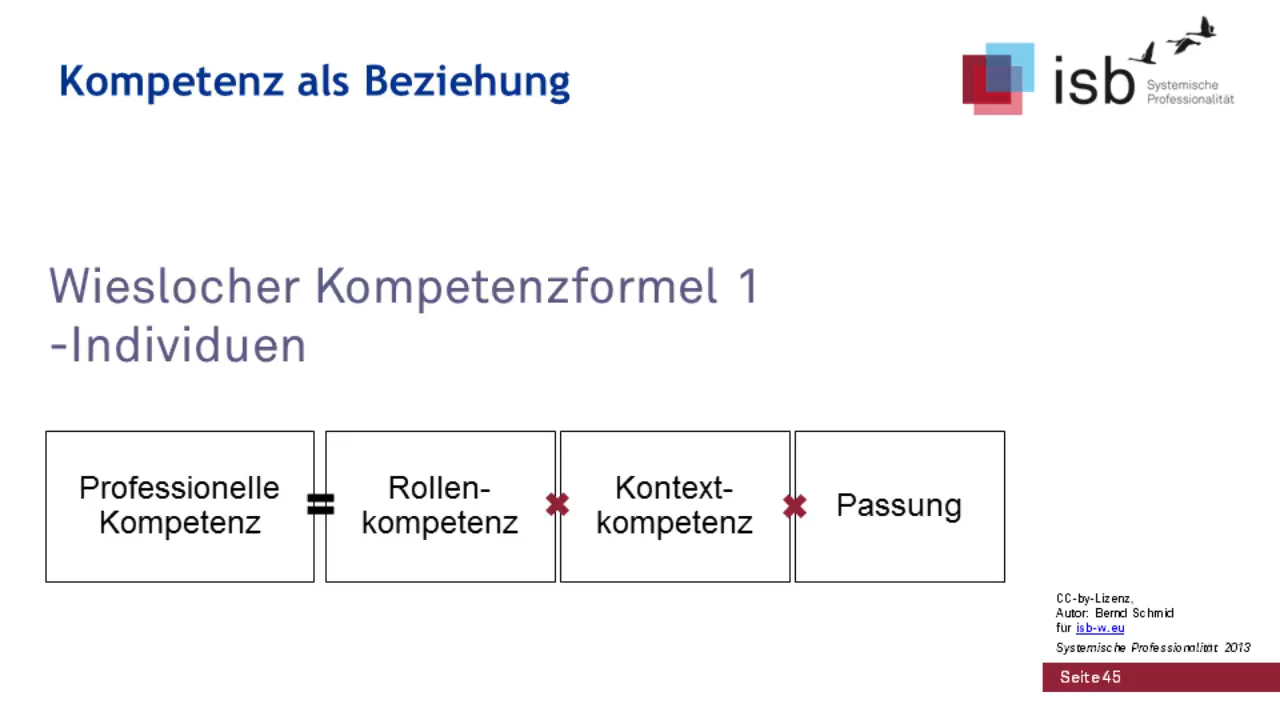 Kompetenz als Beziehung
isb
Systemische
Professionalität
Wieslocher Kompetenzformel 1
-Individuen
Professionelle
Kompetenz
=
Rollen-
kompetenz
×
Kontext-
kompetenz
×
Passung
CC-by-Lizenz,
Autor: Bernd Schmid
für isb-w.eu
Systemische Professionalität 2013
Seite 45